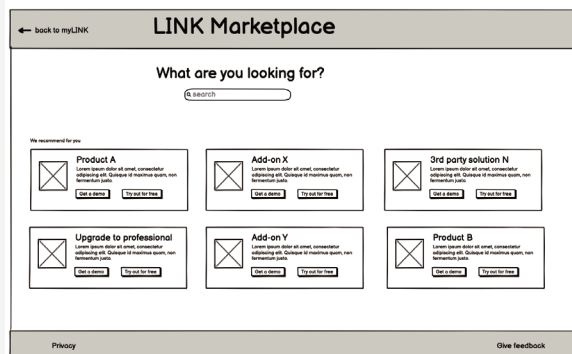 LINK Marketplace
back to myLINK
What are you looking for?
search
We recommend for you
Product A
Lorem ipsum dolor sit amet, consectetur
adipiscing elit. Quisque id maximus quam, non
fermentum justo.
Get a demo
Try out for free
Add-on X
Lorem ipsum dolor sit amet, consectetur
adipiscing elit. Quisque id maximus quam, non
fermentum justo.
Get a demo
Try out for free
3rd party solution N
Lorem ipsum dolor sit amet, consectetur
adipiscing elit. Quisque id maximus quam, non
fermentum justo.
Get a demo
Try out for free
Upgrade to professional
Lorem ipsum dolor sit amet, consectetur
adipiscing elit. Quisque id maximus quam, non
fermentum justo.
Get a demo
Try out for free
Add-on Y
Lorem ipsum dolor sit amet, consectetur
adipiscing elit. Quisque id maximus quam, non
fermentum justo.
Get a demo
Try out for free
Product B
Lorem ipsum dolor sit amet, consectetur
adipiscing elit. Quisque id maximus quam, non
fermentum justo.
Get a demo
Try out for free
Privacy
Give feedback